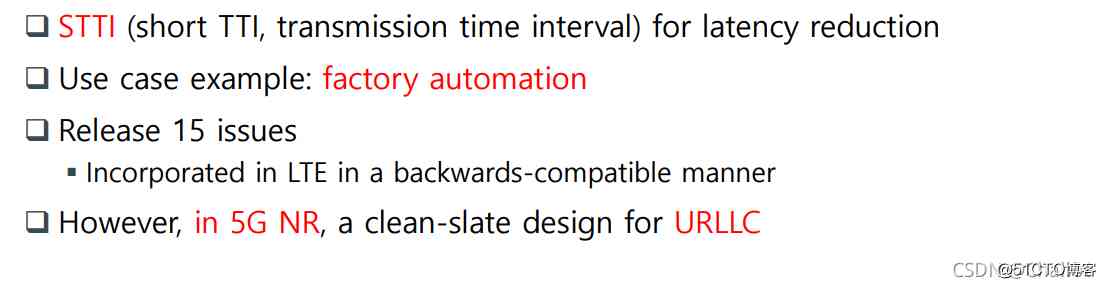 STTI (short TTI, transmission time interval) for latency reduction
Use case example: factory automation
Release 15 issues
Incorporated in LTE in a backwards-compatible manner
However, in 5G NR, a clean-slate design for URLLC
CSDN @51CTO博客